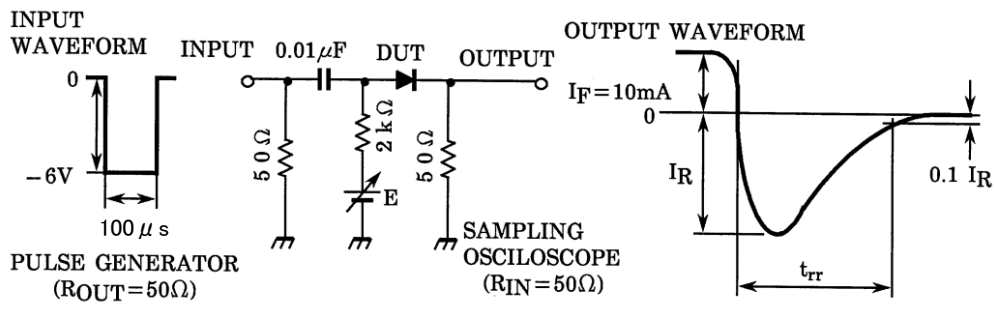 INPUT
WAVEFORM
0
−6V
100 μ s
PULSE GENERATOR
(ROUT=50Ω)
INPUT
0.01μF
DUT
OUTPUT
50Ω
2kΩ
E
50Ω
SAMPLING
OSCILOSCOPE
(RIN=50Ω)
OUTPUT WAVEFORM
IF=10mA
0
IR
0.1 IR
trr